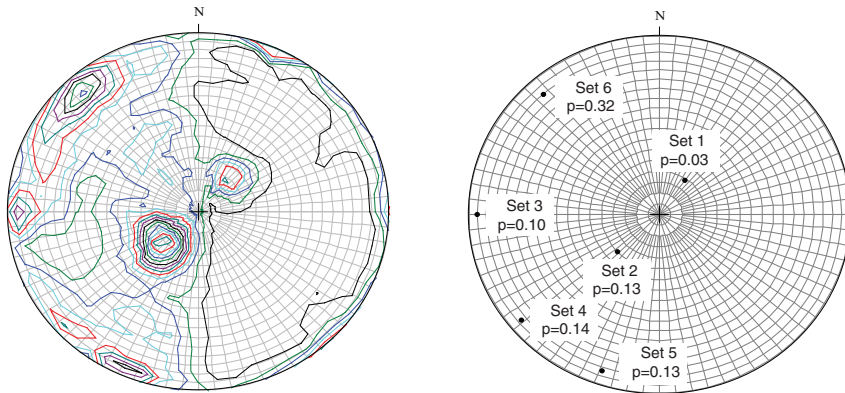 N
N
Set 6
p=0.32
Set 1
p=0.03
Set 3
p=0.10
Set 2
p=0.13
Set 4
p=0.14
Set 5
p=0.13